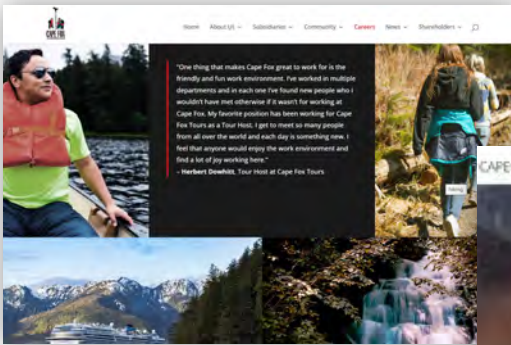 CAPE FOX
Home About Us Subsidiaries Community Careers News Shareholders
"One thing that makes Cape Fox great to work for is the
friendly and fun work environment. I've worked in multiple
departments and in each one I've found new people who I
wouldn't have met otherwise if it wasn't for working at
Cape Fox. My favorite position has been working for Cape
Fox Tours as a Tour Host. I get to meet so many people
from all over the world and each day is something new. I
feel that anyone would enjoy the work environment and
find a lot of joy working here."
– Herbert Dowhitt, Tour Host at Cape Fox Tours
hiking
CAPE